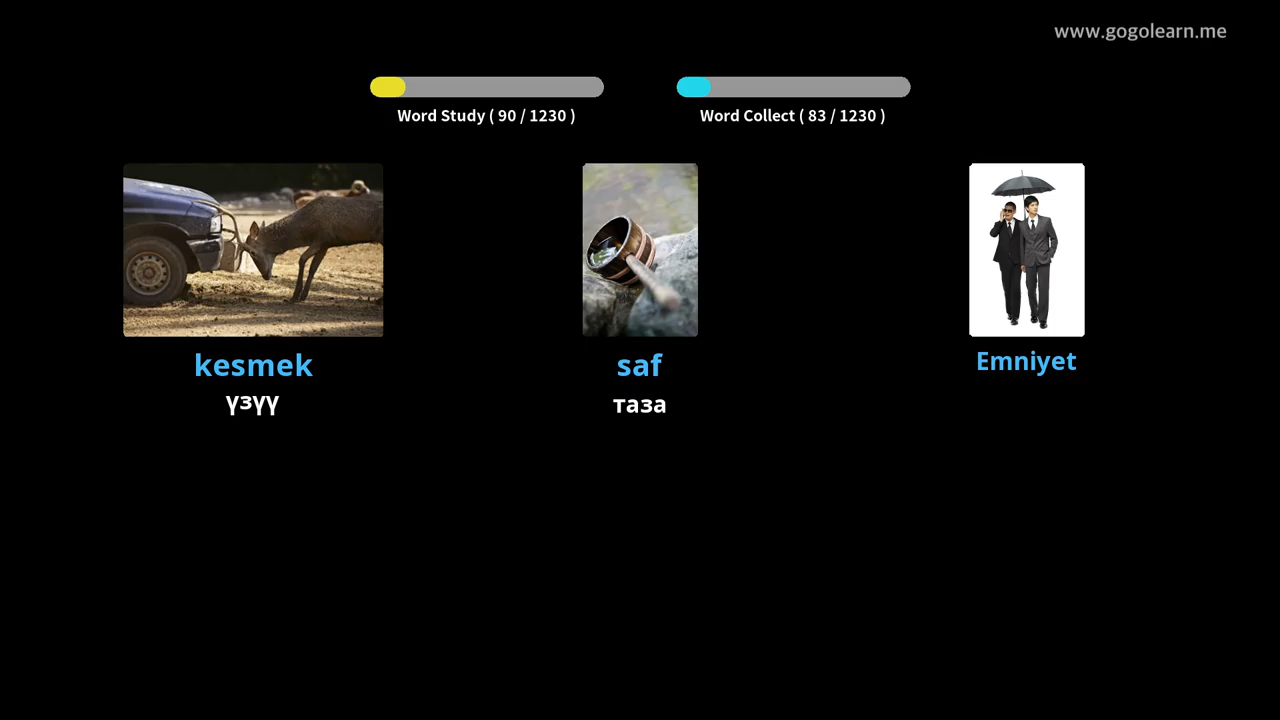 www.gogolearn.me
Word Study ( 90 / 1230 )
Word Collect ( 83 / 1230 )
kesmek
үзүү
saf
таза
Emniyet